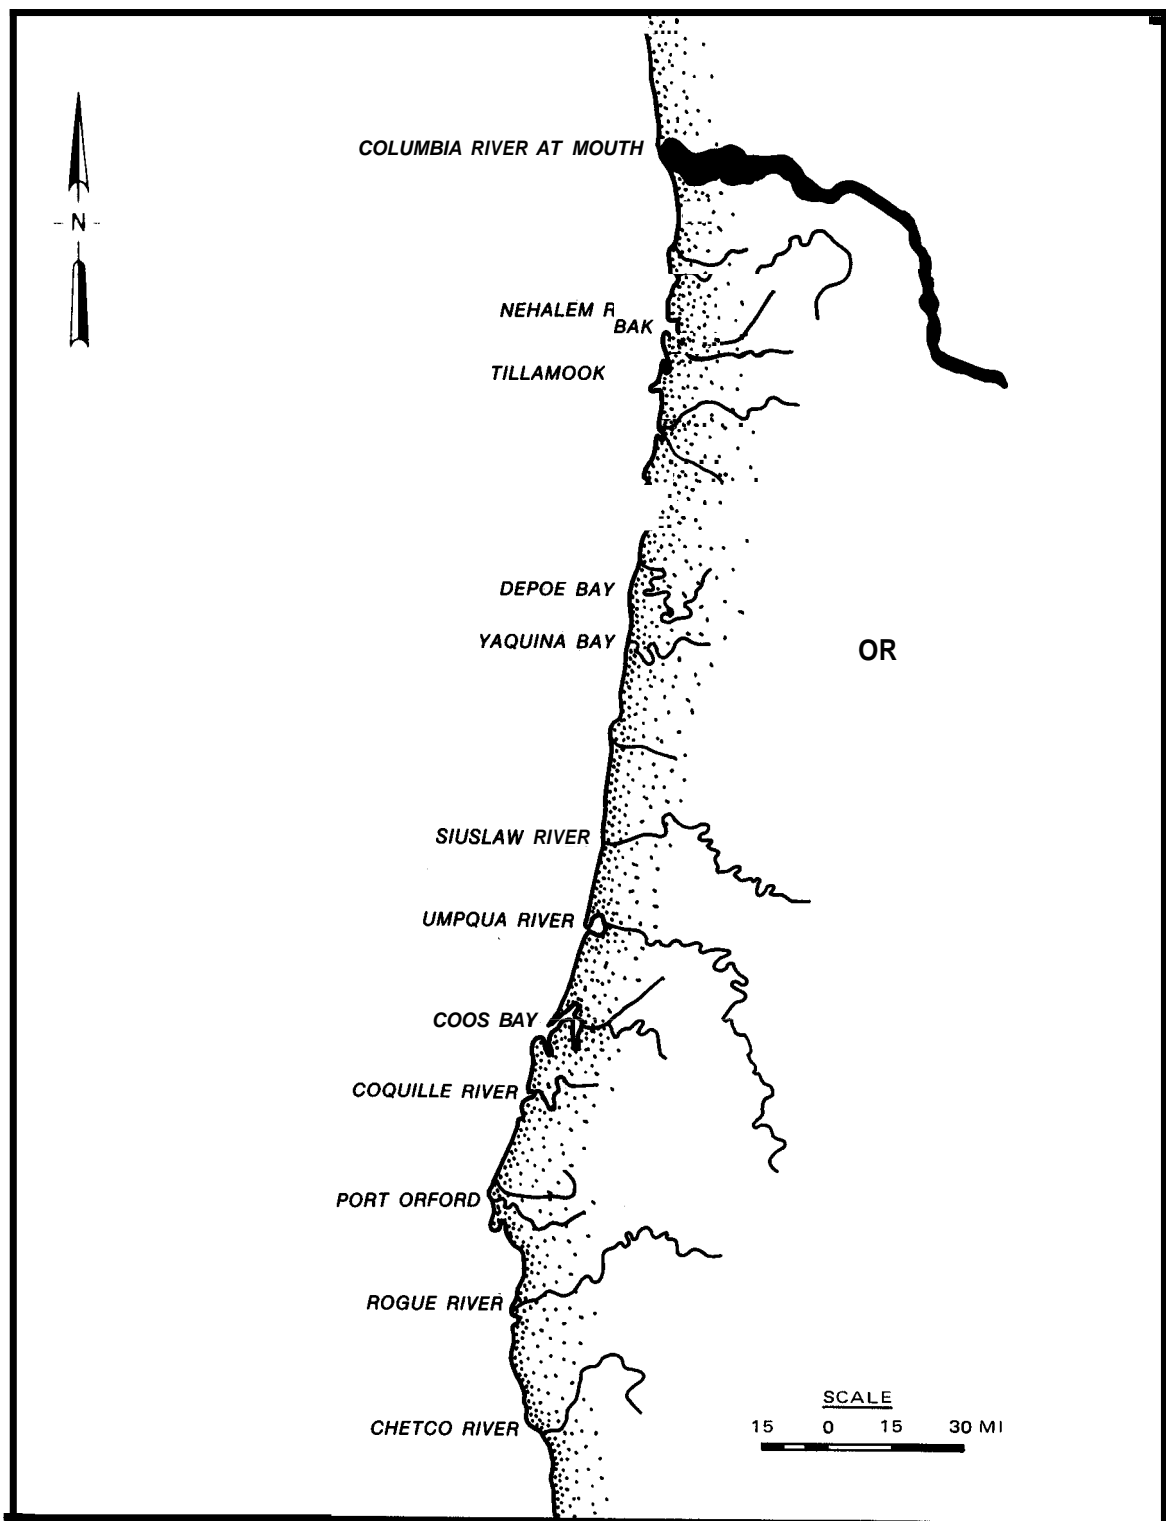 COLUMBIA RIVER AT MOUTH
N
NEHALEM R
BAK
TILLAMOOK
DEPOE BAY
YAQUINA BAY
OR
SIUSLAW RIVER
UMPQUA RIVER
COOS BAY
COQUILLE RIVER
PORT ORFORD
ROGUE RIVER
CHETCO RIVER
SCALE
15 0 15 30 MI